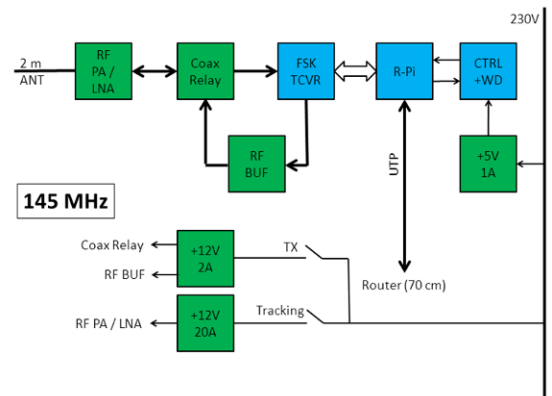 230V
2 m
ANT
RF
PA /
LNA
Coax
Relay
FSK
TCVR
R-Pi
CTRL
+WD
RF
BUF
UTP
+5V
1A
145 MHz
Coax Relay
RF BUF
+12V
2A
TX
Router (70 cm)
RF PA / LNA
+12V
20A
Tracking